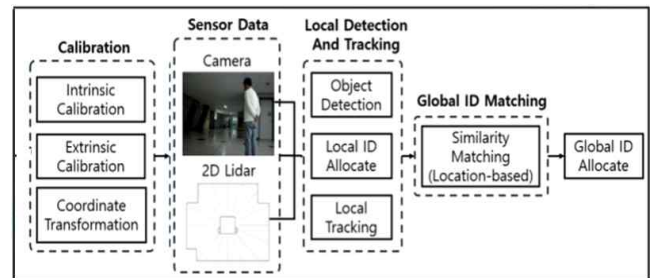 Calibration
Intrinsic
Calibration
Extrinsic
Calibration
Coordinate
Transformation
Sensor Data
Camera
2D Lidar
Local Detection
And Tracking
Object
Detection
Local ID
Allocate
Local
Tracking
Global ID Matching
Similarity
Matching
(Location-based)
Global ID
Allocate